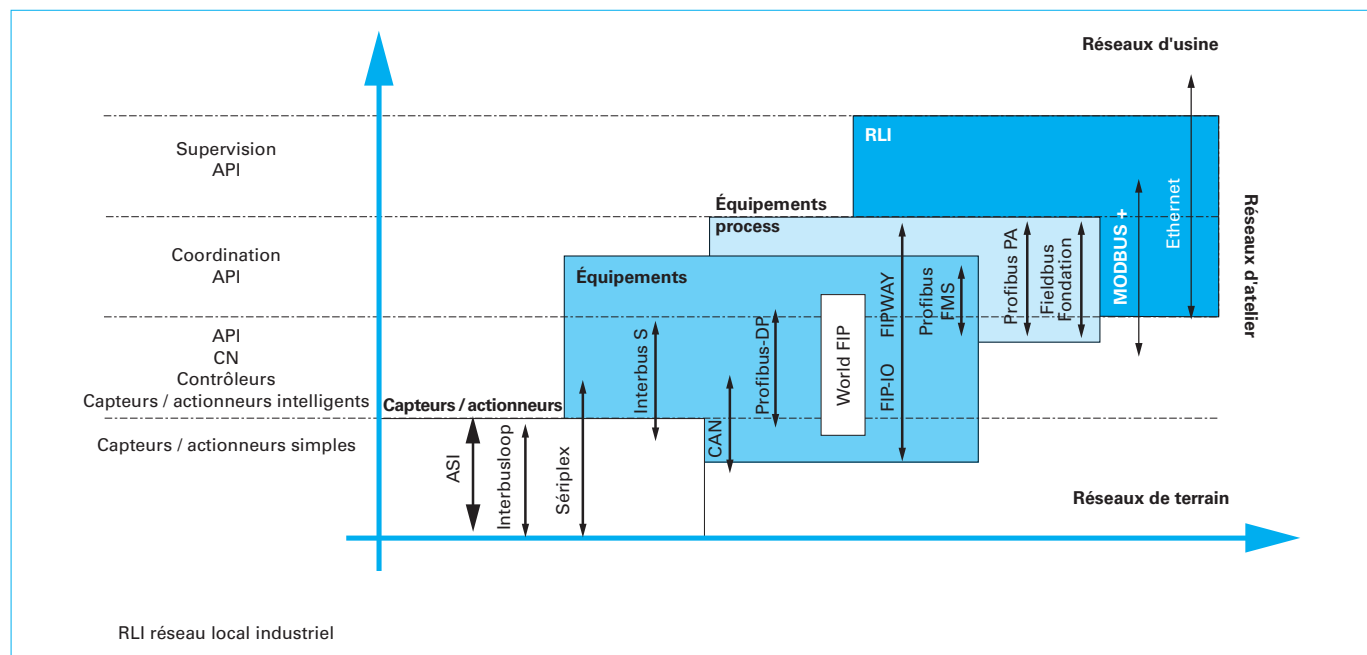 Réseaux d'usine
Supervision
API
RLI
Équipements
process
Coordination
API
Équipements
API
CN
Contrôleurs
Capteurs / actionneurs intelligents
Capteurs / actionneurs
Capteurs / actionneurs simples
ASI
Interbusloop
Sériplex
Interbus S
CAN
Profibus-DP
World FIP
FIP-IO
FIPWAY
Profibus
FMS
Profibus PA
Fieldbus
Fondation
MODBUS +
Ethernet
Réseaux d'atelier
Réseaux de terrain
RLI réseau local industriel